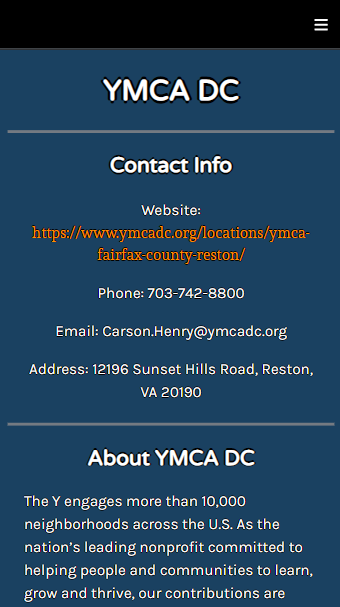 YMCA DC
Contact Info
Website:
https://www.ymcadc.org/locations/ymca-
fairfax-county-reston/
Phone: 703-742-8800
Email: Carson.Henry@ymcadc.org
Address: 12196 Sunset Hills Road, Reston,
VA 20190
About YMCA DC
The Y engages more than 10,000
neighborhoods across the U.S. As the
nation’s leading nonprofit committed to
helping people and communities to learn,
grow and thrive, our contributions are